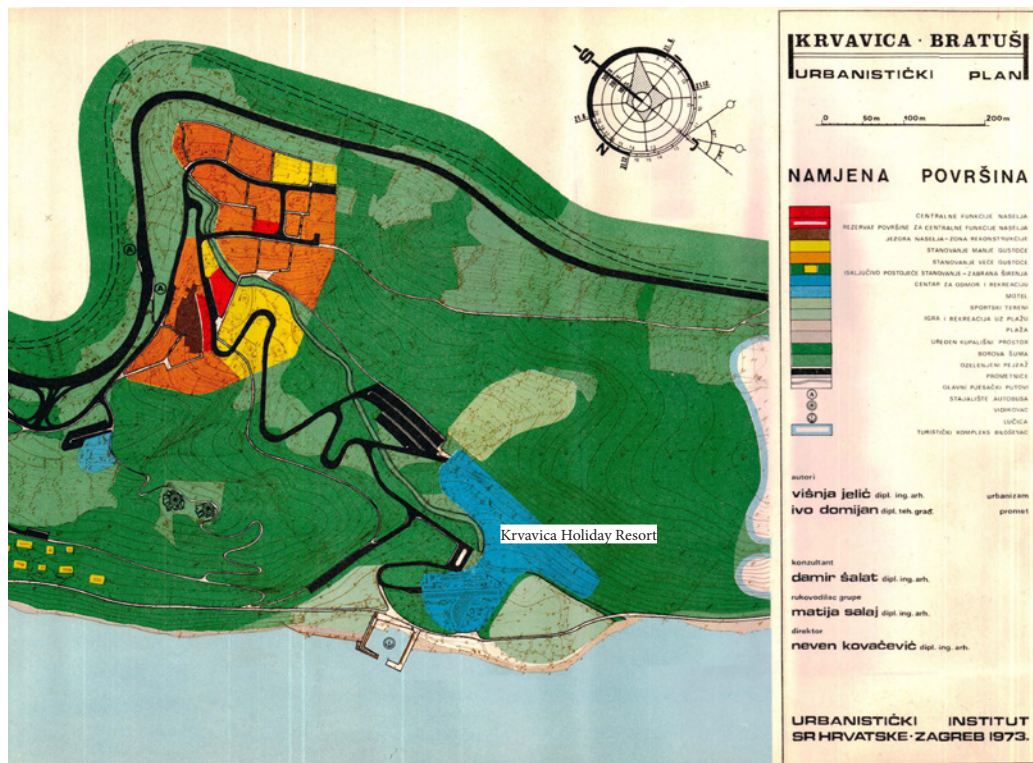 KRVAVICA · BRATUŠ
URBANISTIČKI PLAN
0 50m 100m 200m
NAMJENA POVRŠINA
CENTRALNE FUNKCIJE NASELJA
REZERVAT POVRŠINE ZA CENTRALNE FUNKCIJE NASELJA
JEZGRA NASELJA - ZONA REKONSTRUKCIJE
STANOVANJE MANJE GUSTOĆE
STANOVANJE VEĆE GUSTOĆE
ISKLJUČIVO POSTOJEĆE STANOVANJE - ZABRANA ŠIRENJA
CENTAR ZA ODMOR I REKREACIJU
MOTEL
SPORTSKI TERENI
IGRA I REKREACIJA UZ PLAŽU
PLAŽA
UREĐEN KUPALIŠNI PROSTOR
BOROVA ŠUMA
OZELENJENI PEJZAŽ
PROMETNICE
GLAVNI PJEŠAČKI PUTOVI
A STAJALIŠTE AUTOBUSA
VIDIKOVAC
LUČICA
TURISTIČKI KOMPLEKS BILOŠEVAC
autori
višnja jelić dipl. ing. arh. urbanizam
ivo domijan dipl. teh. građ. promet
konzultant
damir šalat dipl. ing. arh.
rukovodilac grupe
matija salaj dipl. ing. arh.
direktor
neven kovačević dipl. ing. arh.
URBANISTIČKI INSTITUT
SR HRVATSKE · ZAGREB 1973.
S
21.6.
21.12.
N
J
A
A
Krvavica Holiday Resort